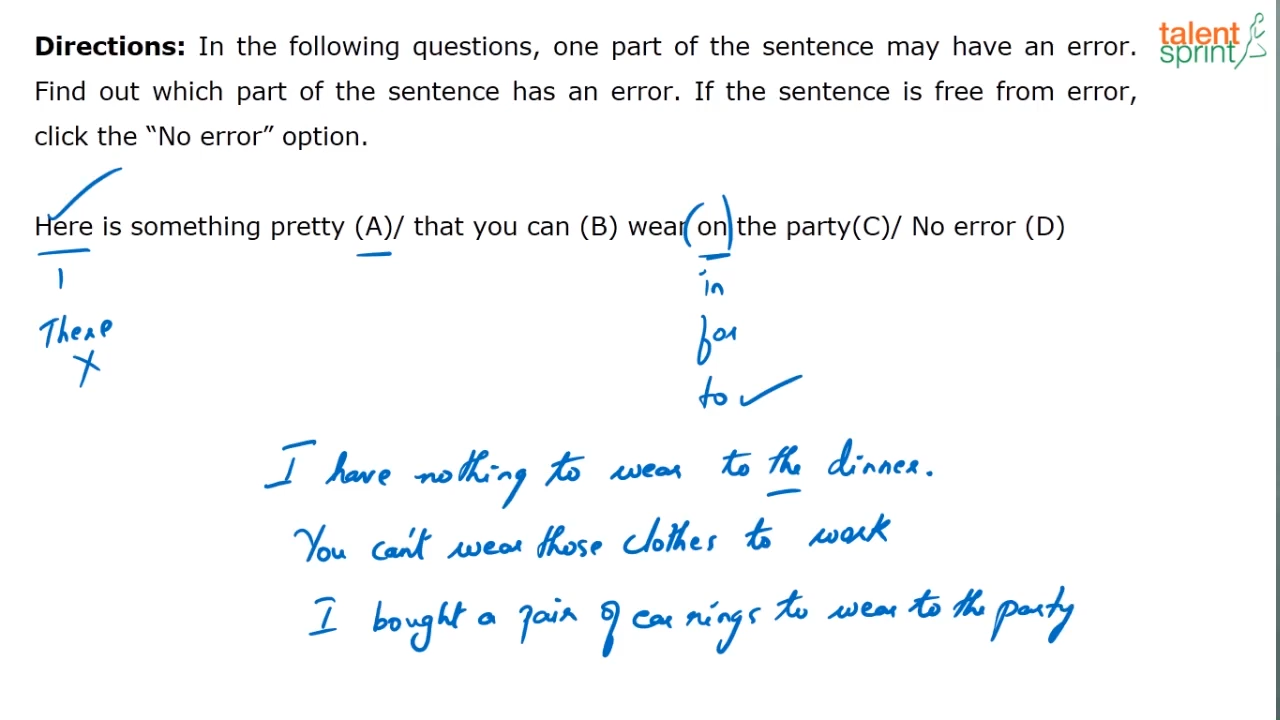 talent
sprint
Directions: In the following questions, one part of the sentence may have an error.
Find out which part of the sentence has an error. If the sentence is free from error,
click the “No error” option.
Here is something pretty (A)/ that you can (B) wear (on) the party(C)/ No error (D)
in
There
for
to
I have nothing to wear to the dinner.
You can't wear those clothes to work
I bought a pair of ear rings to wear to the party